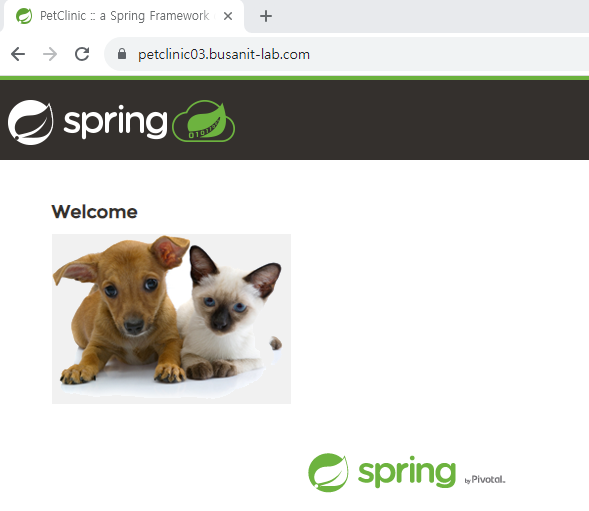 PetClinic :: a Spring Framework
petclinic03.busanit-lab.com
spring
Welcome
spring by Pivotal.